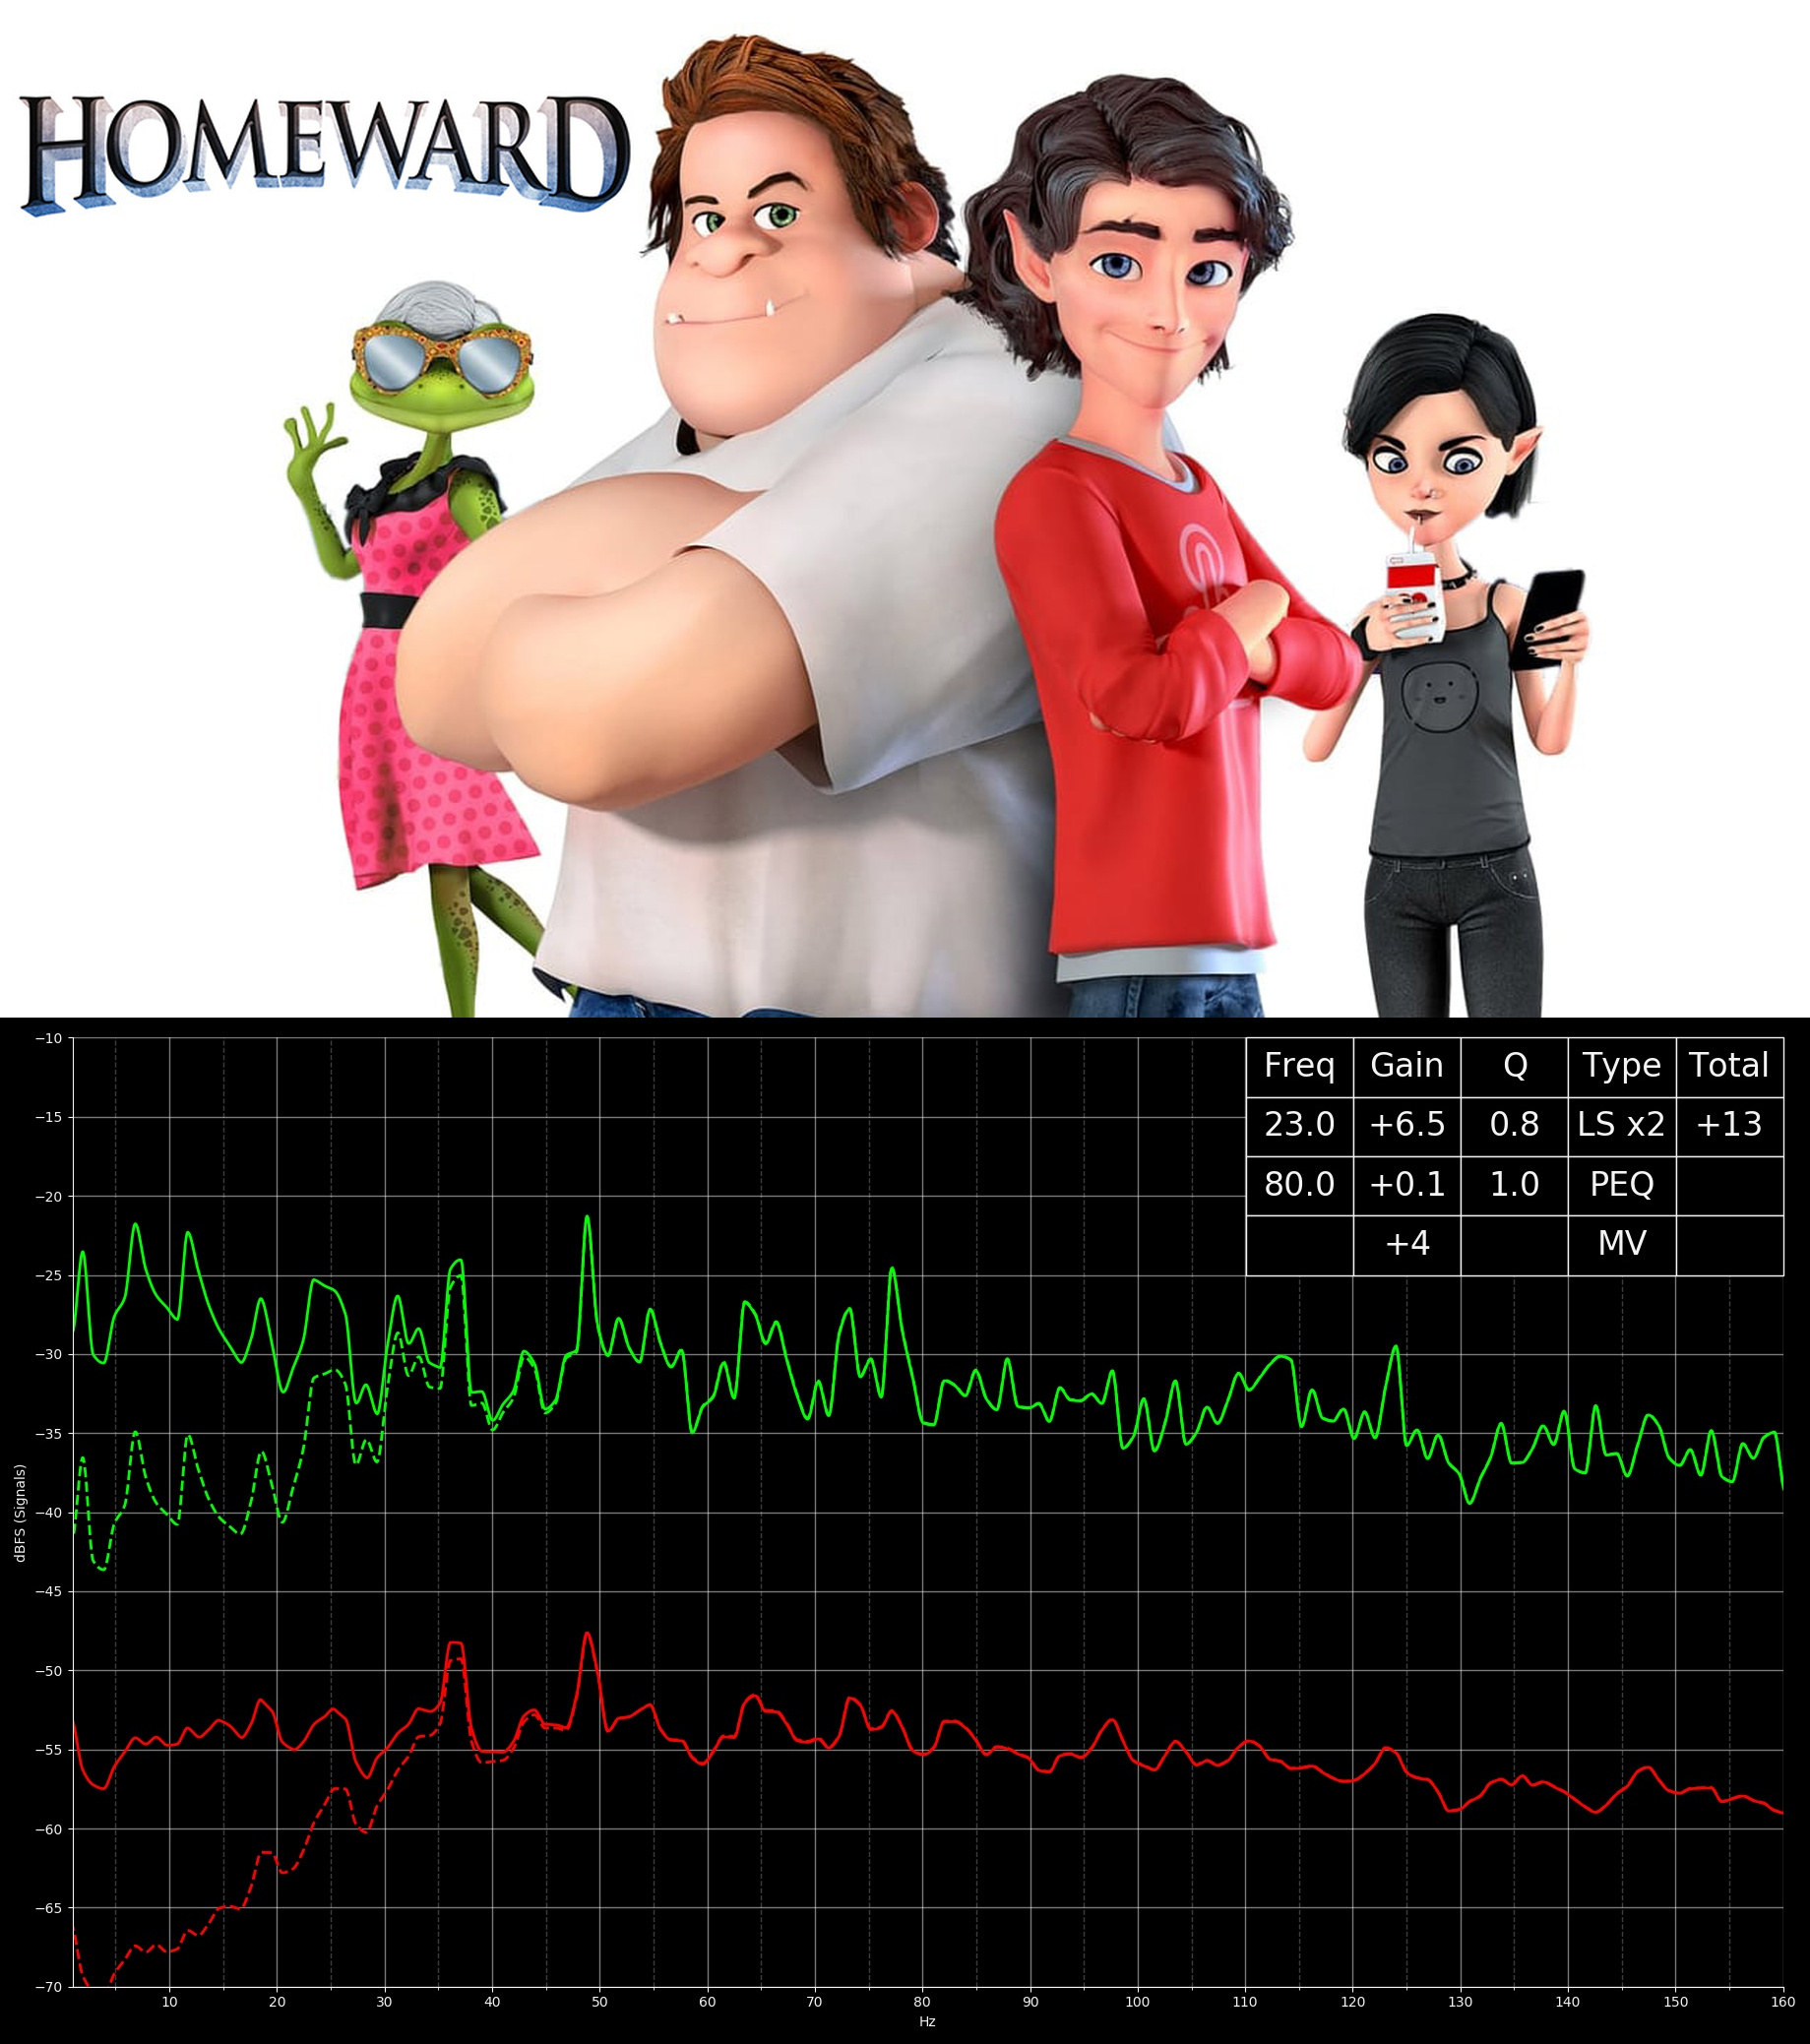 HOMEWARD
Freq Gain Q Type Total
23.0 +6.5 0.8 LS x2 +13
80.0 +0.1 1.0 PEQ
+4 MV
−10
−15
−20
−25
−30
−35
−40
−45
−50
−55
−60
−65
−70
dBFS (Signals)
10 20 30 40 50 60 70 80 90 100 110 120 130 140 150 160
Hz